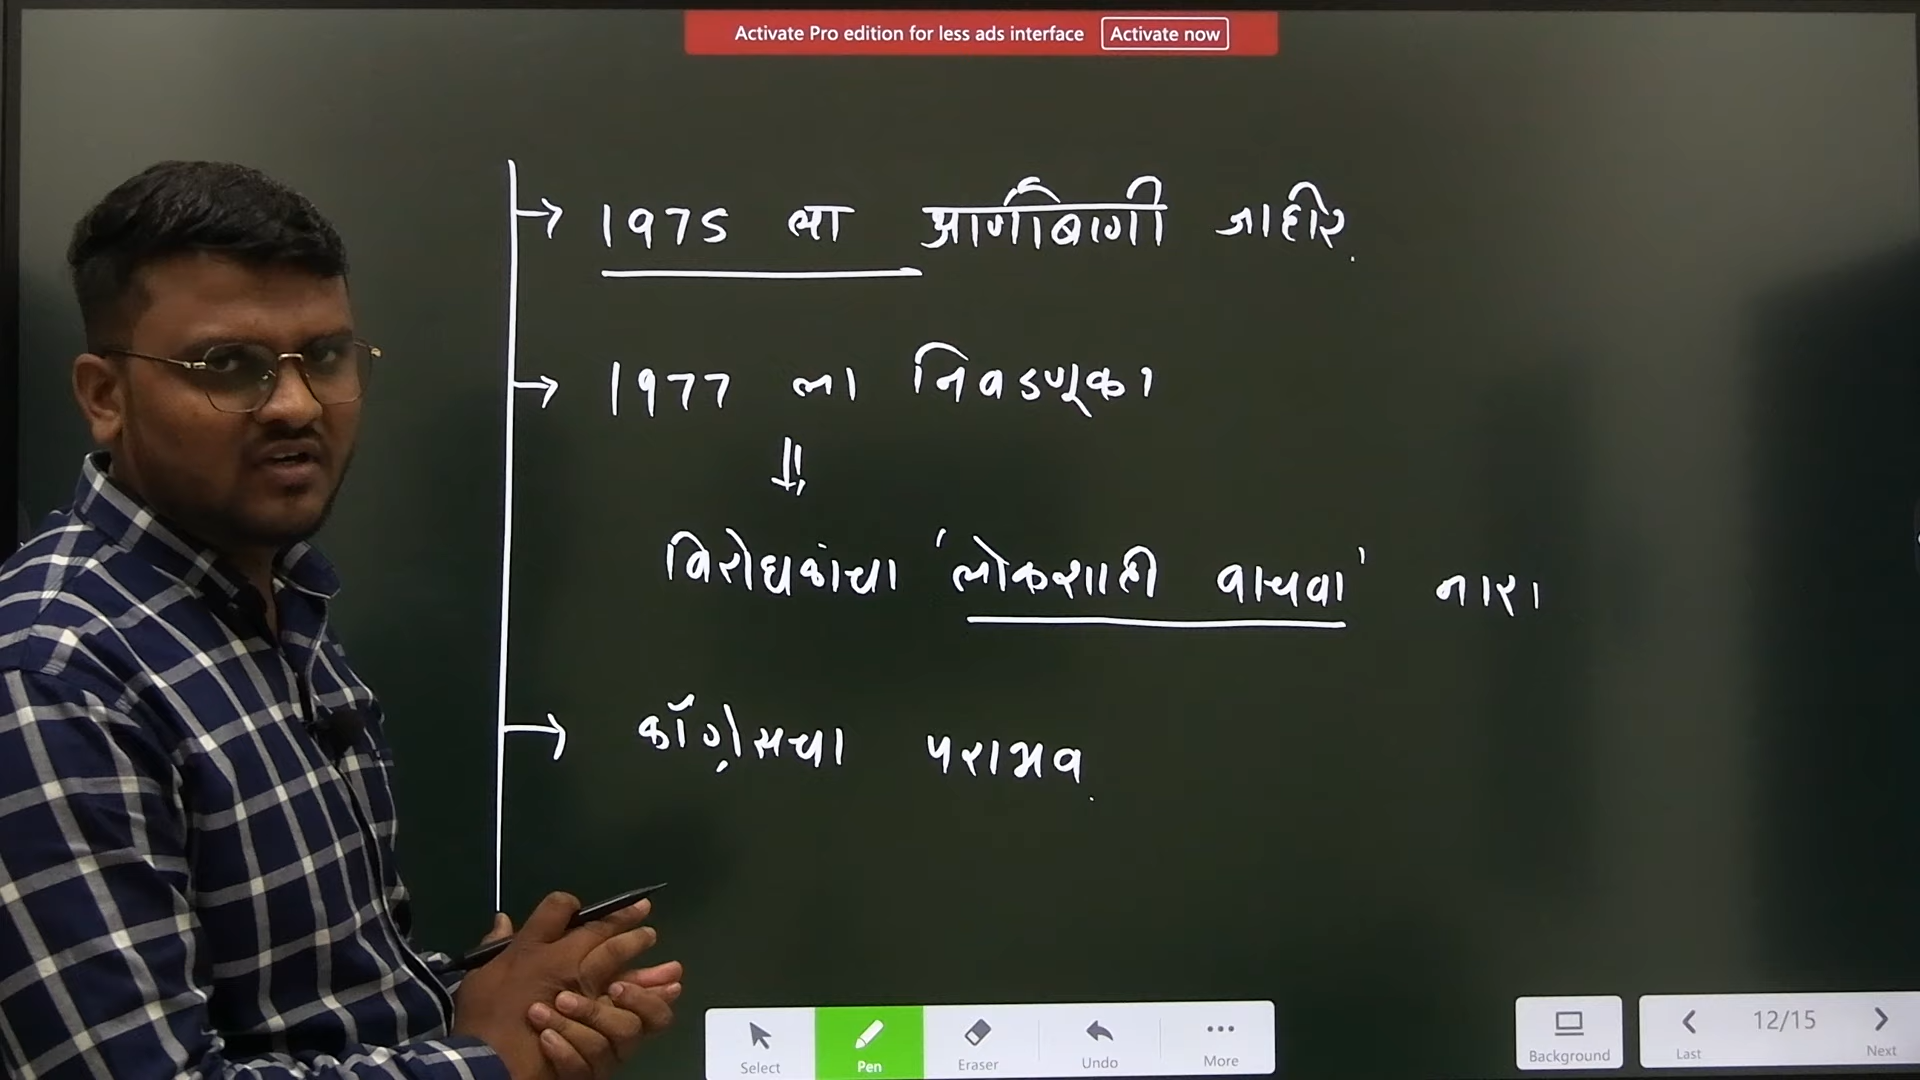 Activate Pro edition for less ads interface Activate now
→ 1975 ला आणीबाणी जाहीर.
→ 1977 ला निवडणूका
⇓
विरोधकांचा 'लोकशाही वाचवा' नारा
→ काँग्रेसचा पराभव.
Select Pen Eraser Undo More
Background
Last 12/15 Next